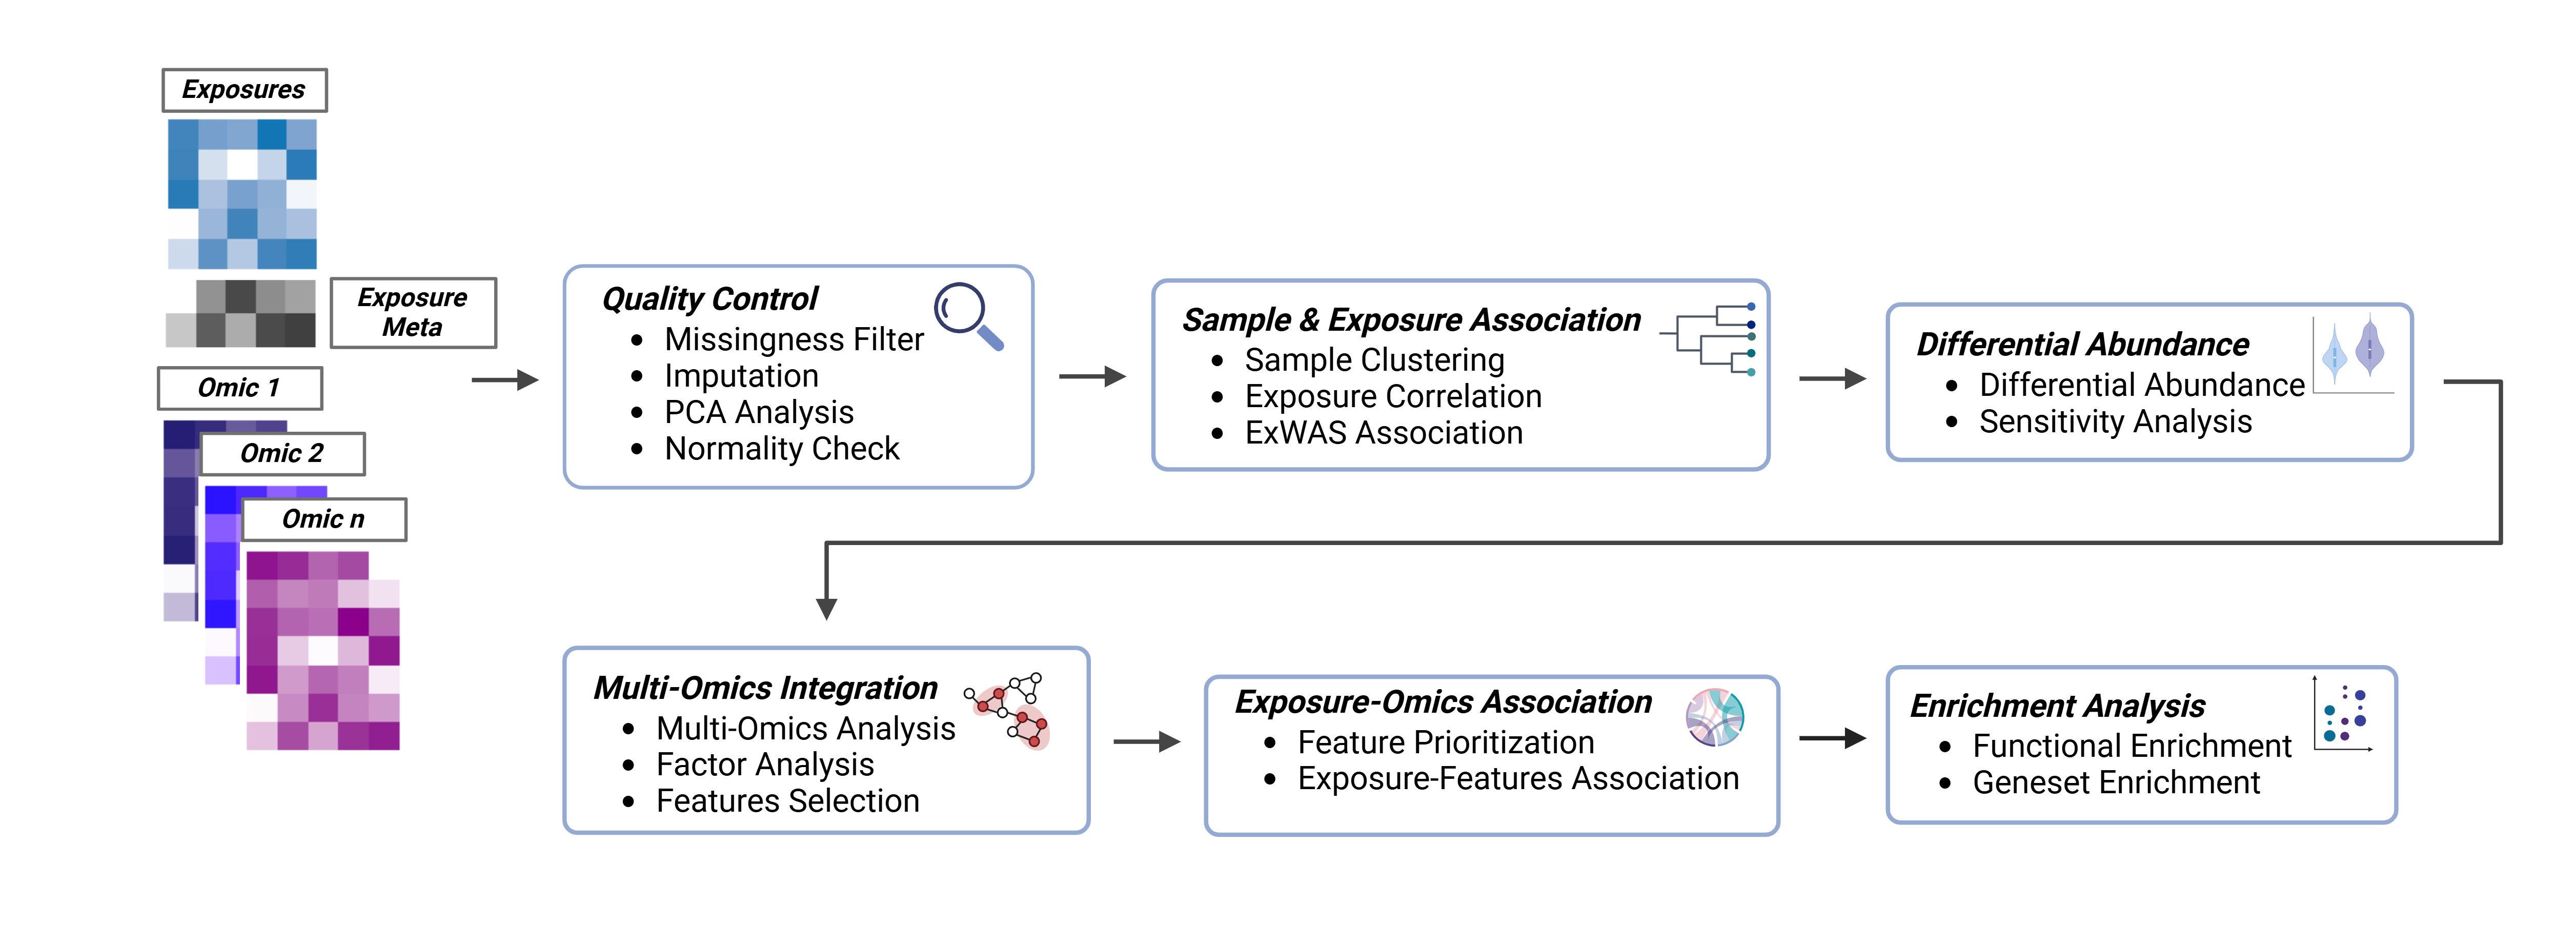 Exposures
Exposure
Meta
Omic 1
Omic 2
Omic n
Quality Control
• Missingness Filter
• Imputation
• PCA Analysis
• Normality Check
Sample & Exposure Association
• Sample Clustering
• Exposure Correlation
• ExWAS Association
Differential Abundance
• Differential Abundance
• Sensitivity Analysis
Multi-Omics Integration
• Multi-Omics Analysis
• Factor Analysis
• Features Selection
Exposure-Omics Association
• Feature Prioritization
• Exposure-Features Association
Enrichment Analysis
• Functional Enrichment
• Geneset Enrichment